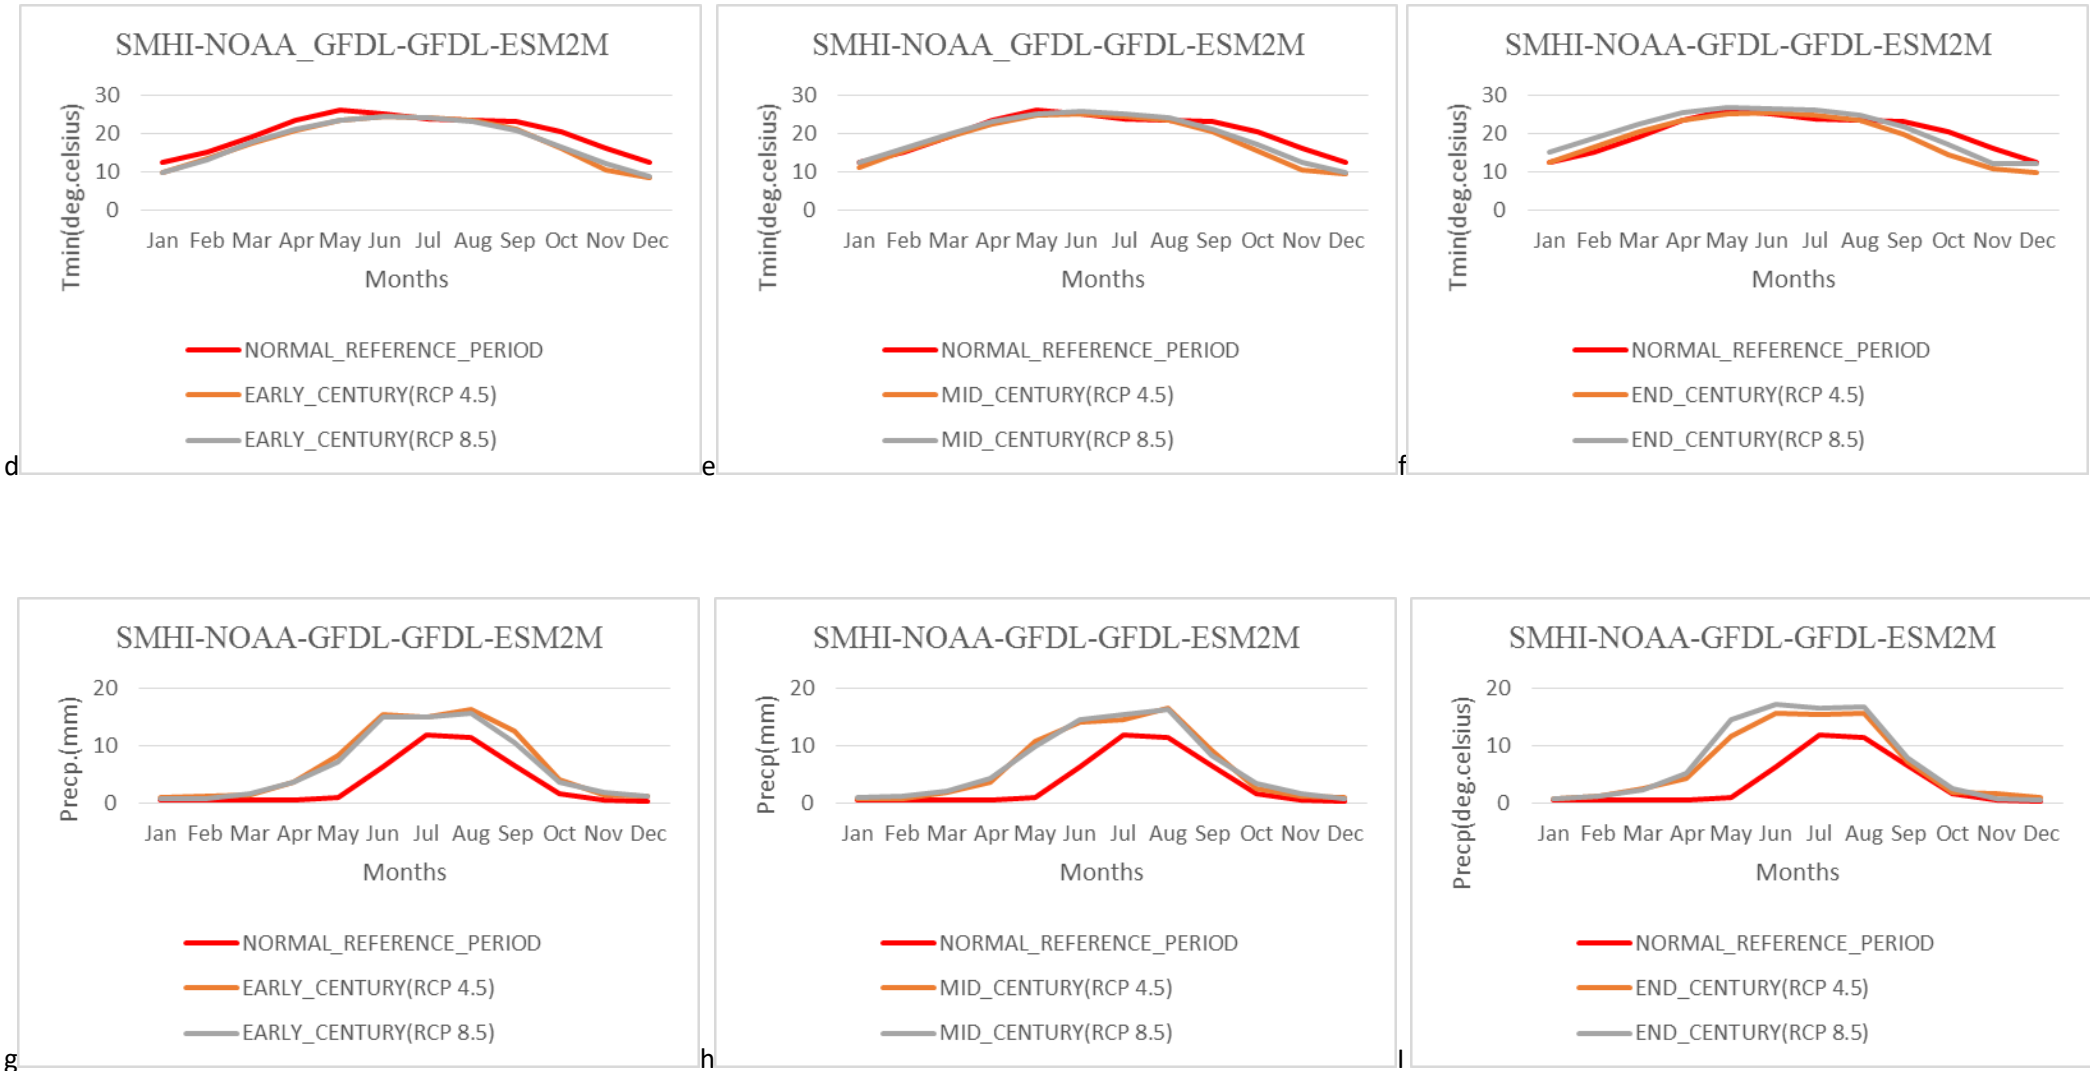 SMHI-NOAA_GFDL-GFDL-ESM2M
Tmin(deg.celsius)
30
20
10
0
Jan Feb Mar Apr May Jun Jul Aug Sep Oct Nov Dec
Months
NORMAL_REFERENCE_PERIOD
EARLY_CENTURY(RCP 4.5)
EARLY_CENTURY(RCP 8.5)
d
SMHI-NOAA_GFDL-GFDL-ESM2M
Tmin(deg.celsius)
30
20
10
0
Jan Feb Mar Apr May Jun Jul Aug Sep Oct Nov Dec
Months
NORMAL_REFERENCE_PERIOD
MID_CENTURY(RCP 4.5)
MID_CENTURY(RCP 8.5)
e
SMHI-NOAA-GFDL-GFDL-ESM2M
Tmin(deg.celsius)
30
20
10
0
Jan Feb Mar Apr May Jun Jul Aug Sep Oct Nov Dec
Months
NORMAL_REFERENCE_PERIOD
END_CENTURY(RCP 4.5)
END_CENTURY(RCP 8.5)
f
SMHI-NOAA-GFDL-GFDL-ESM2M
Precp.(mm)
20
10
0
Jan Feb Mar Apr May Jun Jul Aug Sep Oct Nov Dec
Months
NORMAL_REFERENCE_PERIOD
EARLY_CENTURY(RCP 4.5)
EARLY_CENTURY(RCP 8.5)
g
SMHI-NOAA-GFDL-GFDL-ESM2M
Precp(mm)
20
10
0
Jan Feb Mar Apr May Jun Jul Aug Sep Oct Nov Dec
Months
NORMAL_REFERENCE_PERIOD
MID_CENTURY(RCP 4.5)
MID_CENTURY(RCP 8.5)
h
SMHI-NOAA-GFDL-GFDL-ESM2M
Precp(deg.celsius)
20
10
0
Jan Feb Mar Apr May Jun Jul Aug Sep Oct Nov Dec
Months
NORMAL_REFERENCE_PERIOD
END_CENTURY(RCP 4.5)
END_CENTURY(RCP 8.5)
l